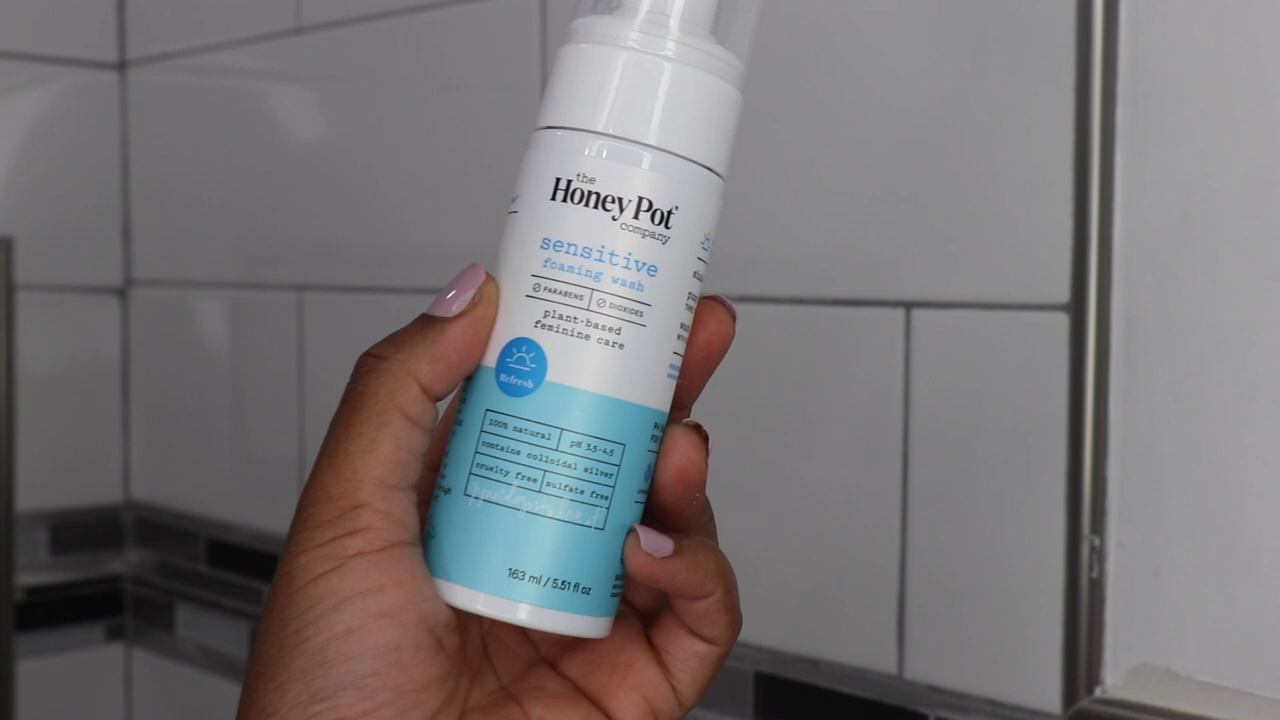 the
Honey Pot
company
sensitive
foaming wash
PARABENS DIOXIDES
plant-based
feminine care
Refresh
100% natural pH 3.5-4.5
contains colloidal silver
cruelty free sulfate free
163 ml / 5.51 fl oz